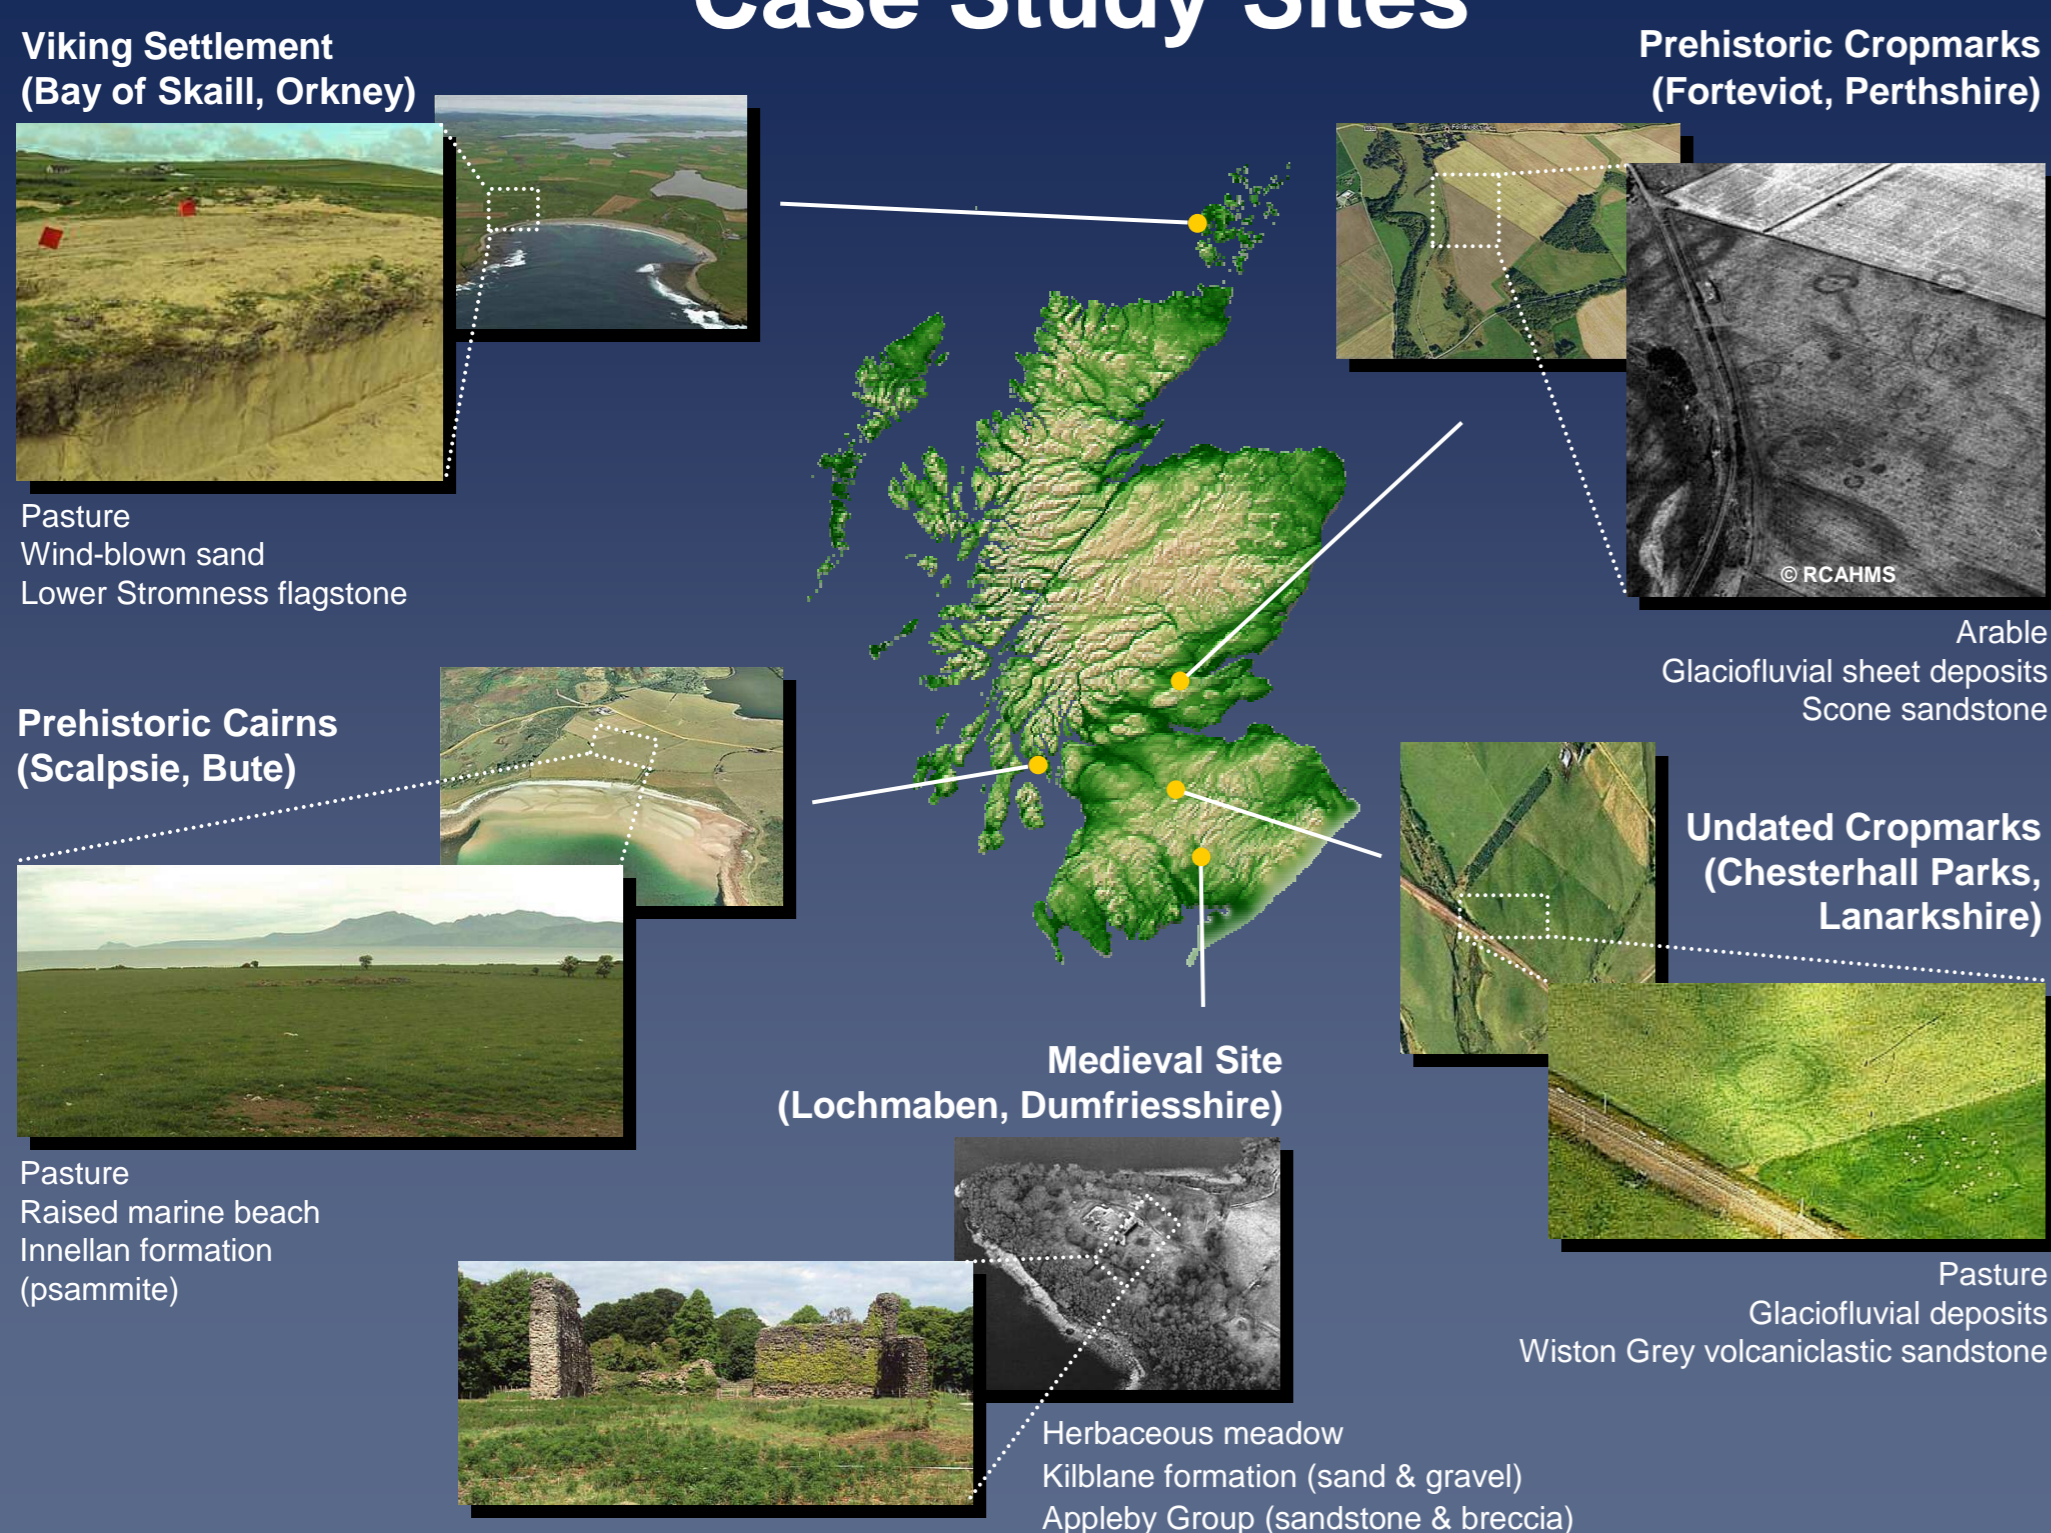 Case Study Sites
Viking Settlement
(Bay of Skaill, Orkney)
Pasture
Wind-blown sand
Lower Stromness flagstone
Prehistoric Cropmarks
(Forteviot, Perthshire)
© RCAHMS
Arable
Glaciofluvial sheet deposits
Scone sandstone
Prehistoric Cairns
(Scalpsie, Bute)
Pasture
Raised marine beach
Innellan formation
(psammite)
Undated Cropmarks
(Chesterhall Parks,
Lanarkshire)
Pasture
Glaciofluvial deposits
Wiston Grey volcaniclastic sandstone
Medieval Site
(Lochmaben, Dumfriesshire)
Herbaceous meadow
Kilblane formation (sand & gravel)
Appleby Group (sandstone & breccia)